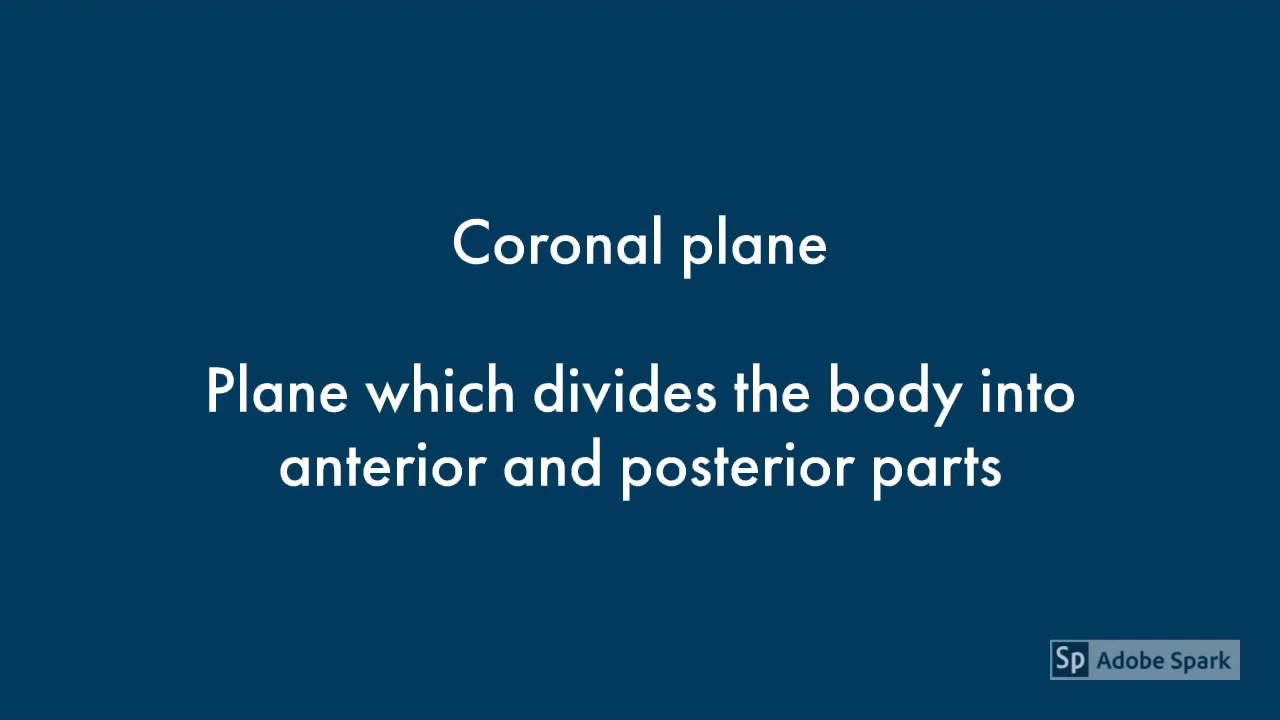 Coronal plane
Plane which divides the body into
anterior and posterior parts
Sp Adobe Spark